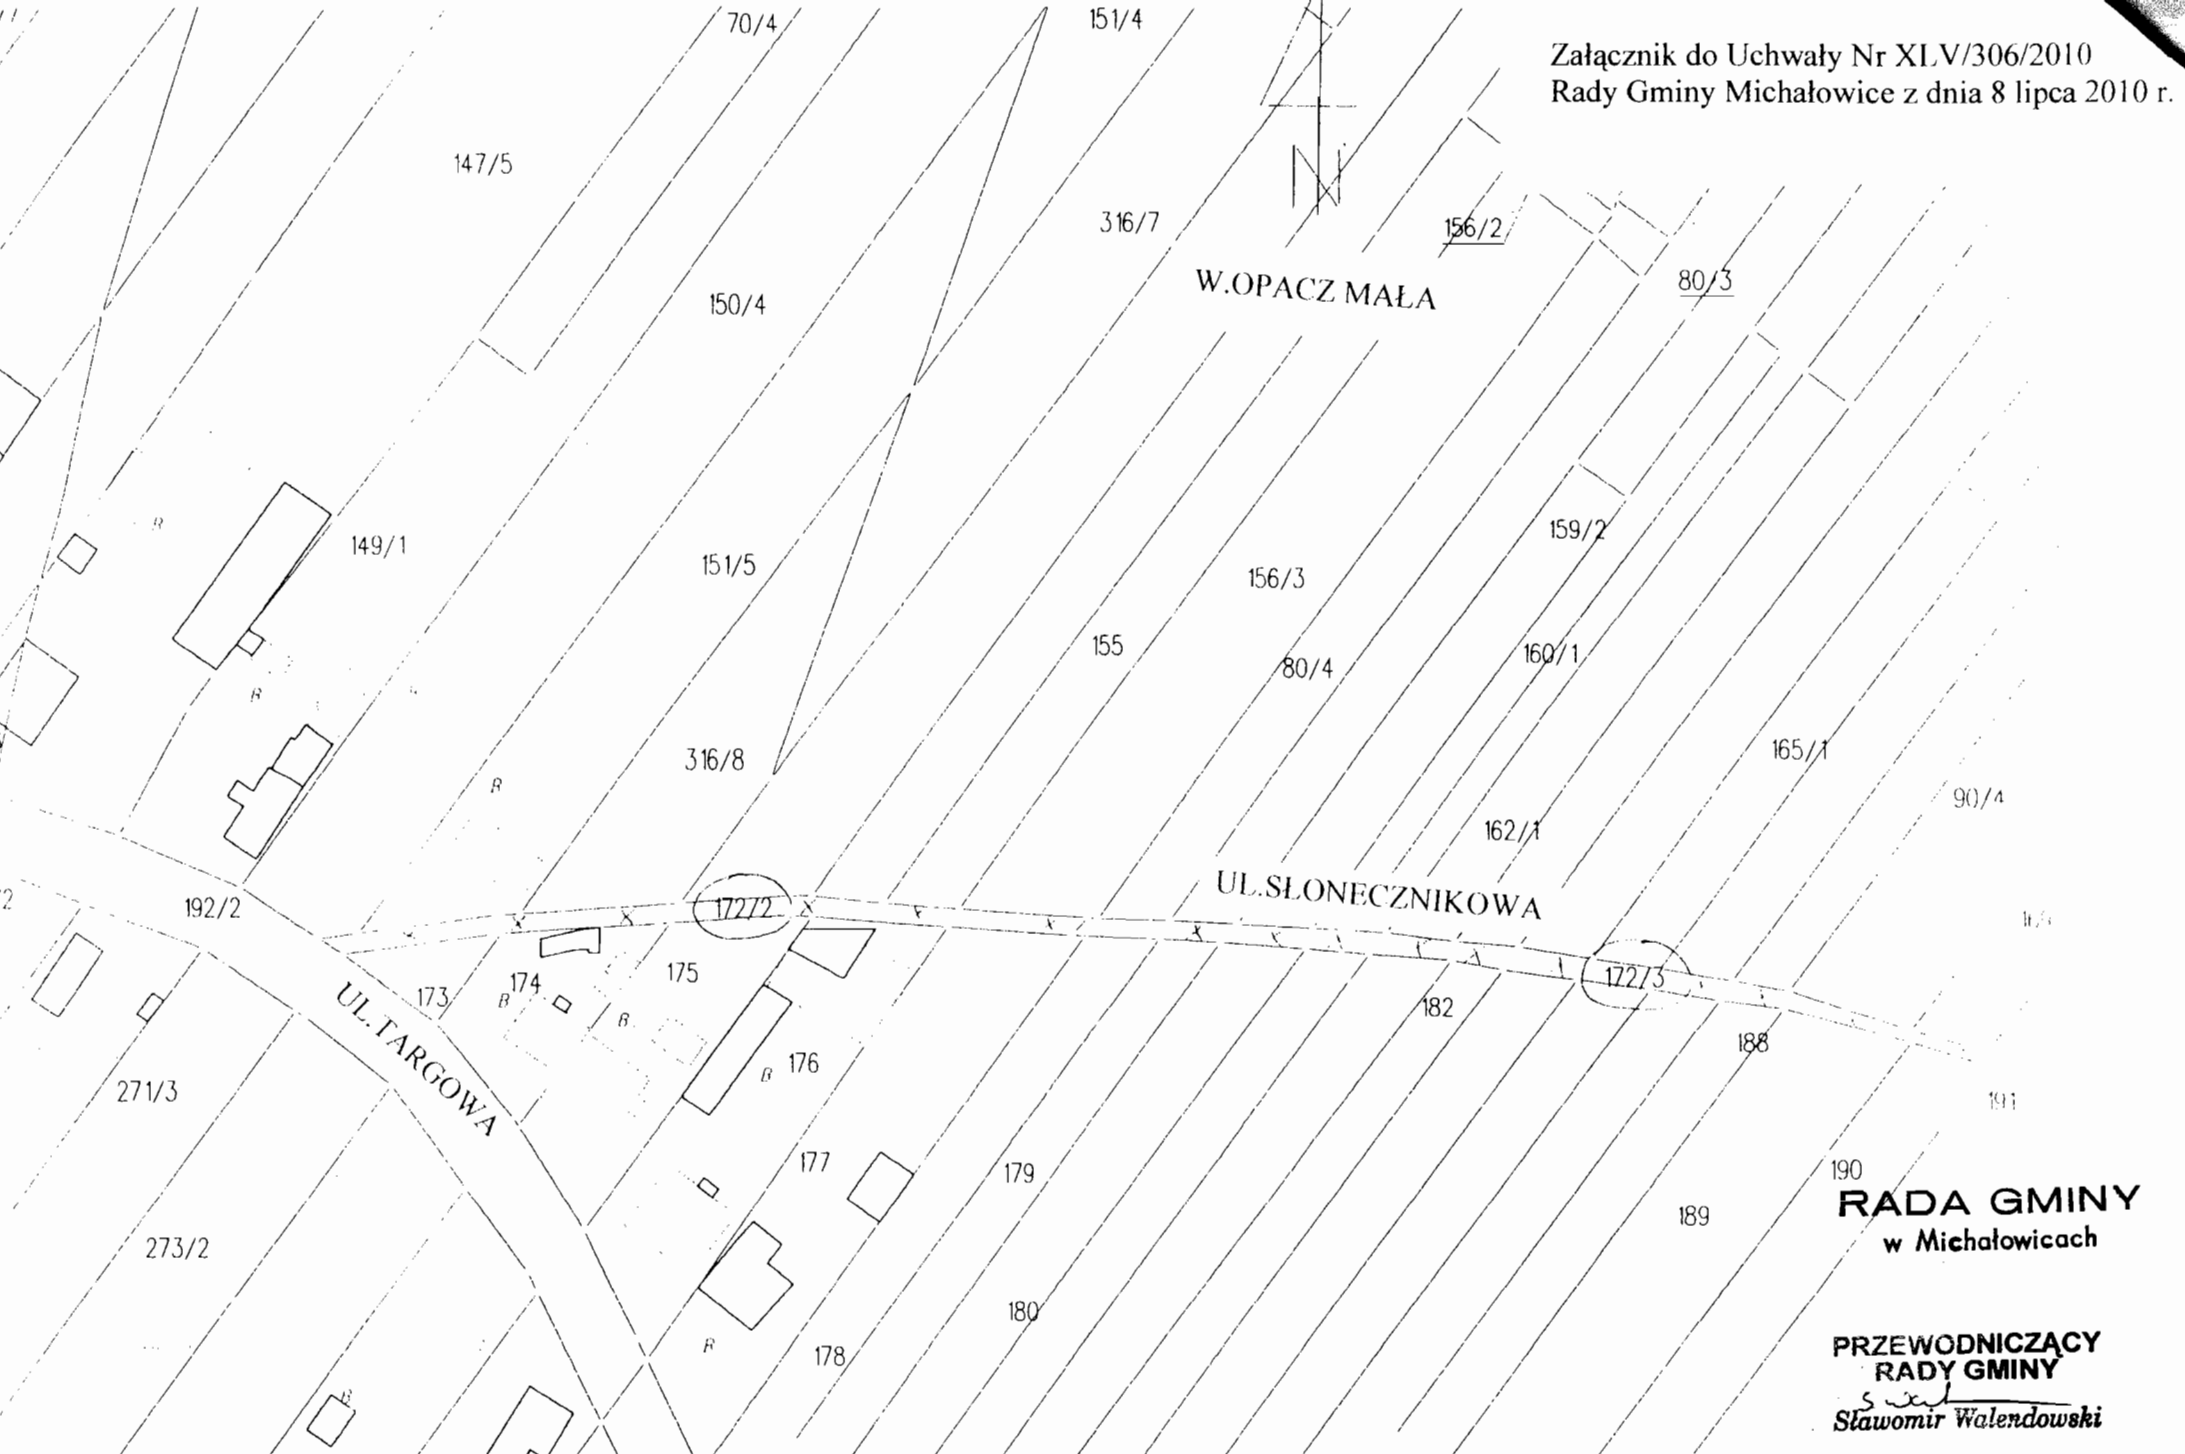 70/4
151/4
Załącznik do Uchwały Nr XLV/306/2010
Rady Gminy Michałowice z dnia 8 lipca 2010 r.
147/5
N
316/7
156/2
80/3
W.OPACZ MAŁA
150/4
159/2
B
149/1
151/5
156/3
155
160/1
80/4
B
165/1
316/8
B
90/4
162/1
UL.SŁONECZNIKOWA
192/2
172/2
172/3
175
174
173
B
B
182
UL.TARGOWA
188
176
B
271/3
191
177
179
190
RADA GMINY
w Michałowicach
189
273/2
180
178
B
B
PRZEWODNICZĄCY
RADY GMINY
Sławomir Walendowski